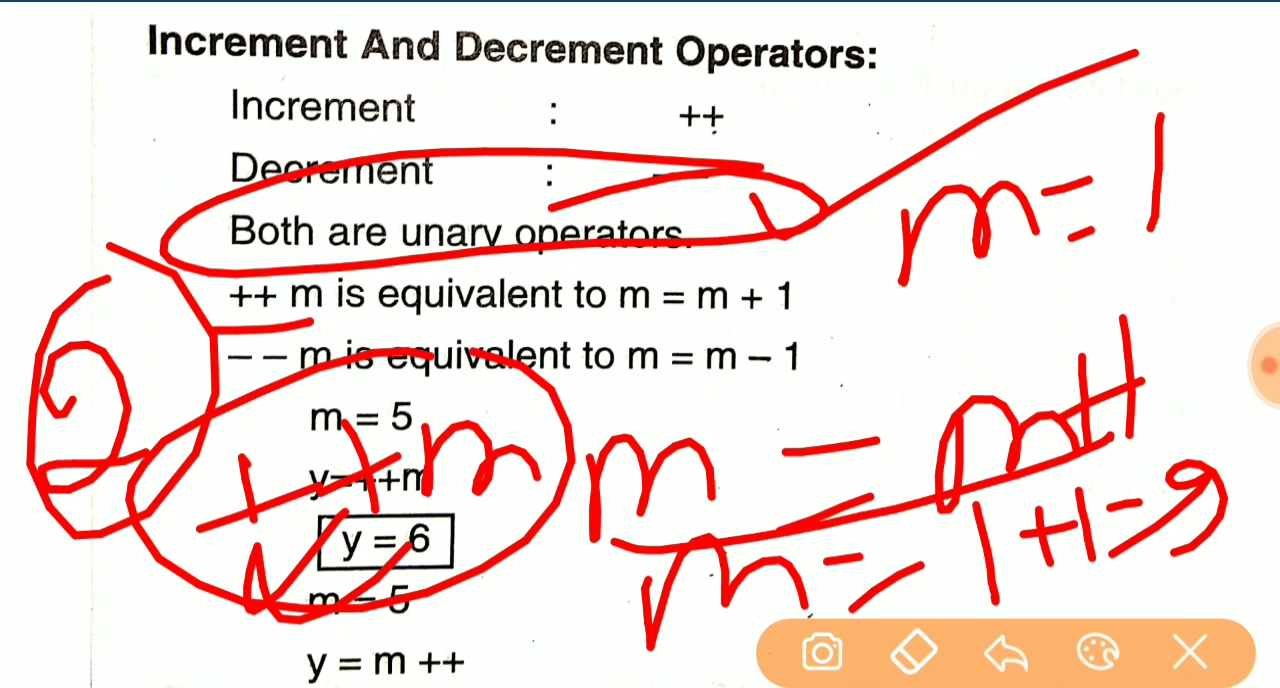 Increment And Decrement Operators:
Increment : ++
Decrement : – –
Both are unary operators.
m = 1
++ m is equivalent to m = m + 1
– – m is equivalent to m = m – 1
2
m = 5
y = ++m
++m
m = m+1
y = 6
m = 1+1 = 2
m = 5
y = m ++